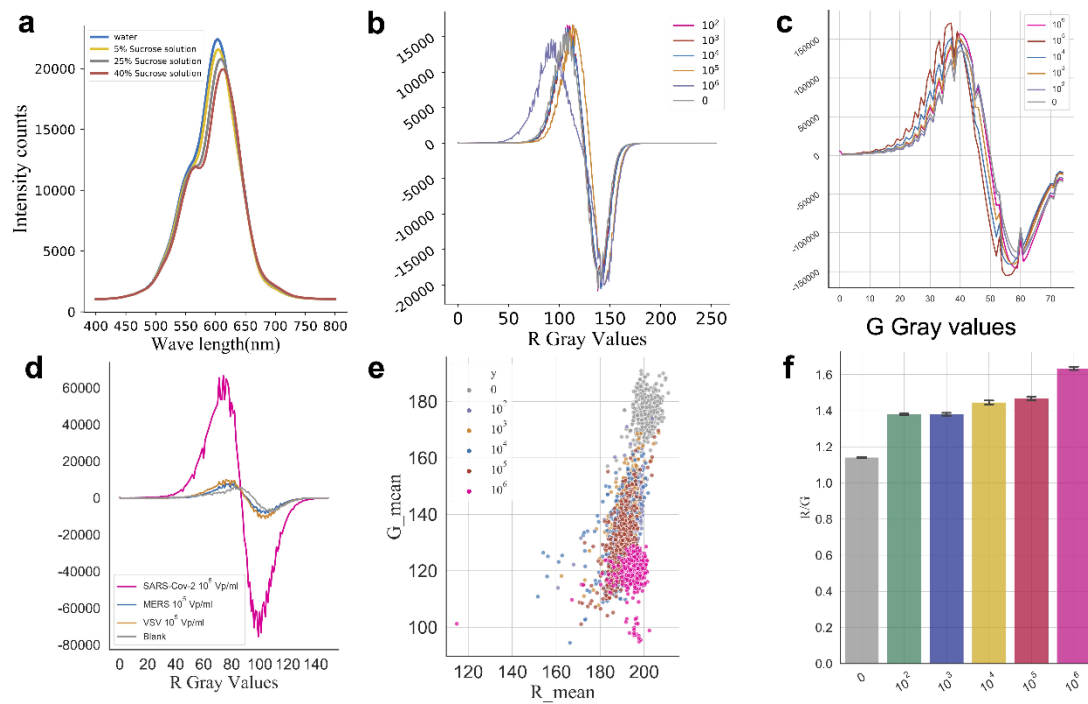 a
water
5% Sucrose solution
25% Sucrose solution
40% Sucrose solution
Intensity counts
20000
15000
10000
5000
0
400 450 500 550 600 650 700 750 800
Wave length(nm)
b
10²
10³
10⁴
10⁵
10⁶
0
15000
10000
5000
0
-5000
-10000
-15000
-20000
0 50 100 150 200 250
R Gray Values
c
10⁵
10⁴
10³
10²
0
150000
100000
50000
0
-50000
-100000
-150000
0 10 20 30 40 50 60 70
G Gray values
d
60000
40000
20000
0
-20000
-40000
-60000
-80000
SARS-Cov-2 10⁶ Vp/ml
MERS 10⁵ Vp/ml
VSV 10⁶ Vp/ml
Blank
0 20 40 60 80 100 120 140
R Gray Values
e
y
0
10²
10³
10⁴
10⁵
10⁶
G_mean
180
160
140
120
100
120 140 160 180 200
R_mean
f
R/G
1.6
1.4
1.2
1.0
0.8
0.6
0.4
0.2
0.0
0 10² 10³ 10⁴ 10⁵ 10⁶